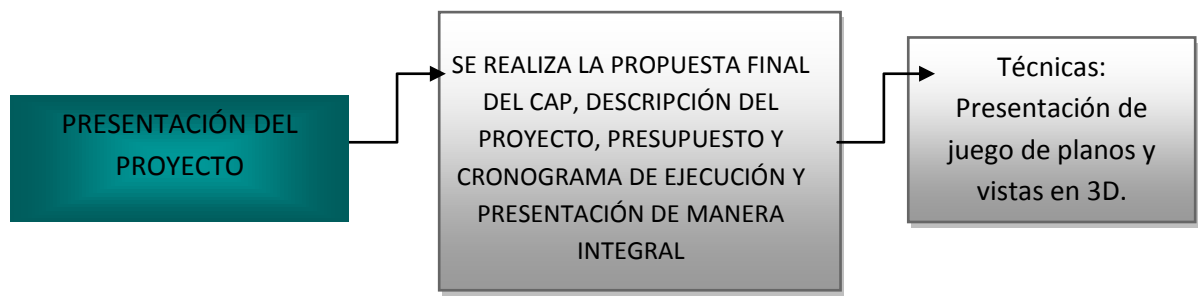 PRESENTACIÓN DEL
PROYECTO
SE REALIZA LA PROPUESTA FINAL
DEL CAP, DESCRIPCIÓN DEL
PROYECTO, PRESUPUESTO Y
CRONOGRAMA DE EJECUCIÓN Y
PRESENTACIÓN DE MANERA
INTEGRAL
Técnicas:
Presentación de
juego de planos y
vistas en 3D.